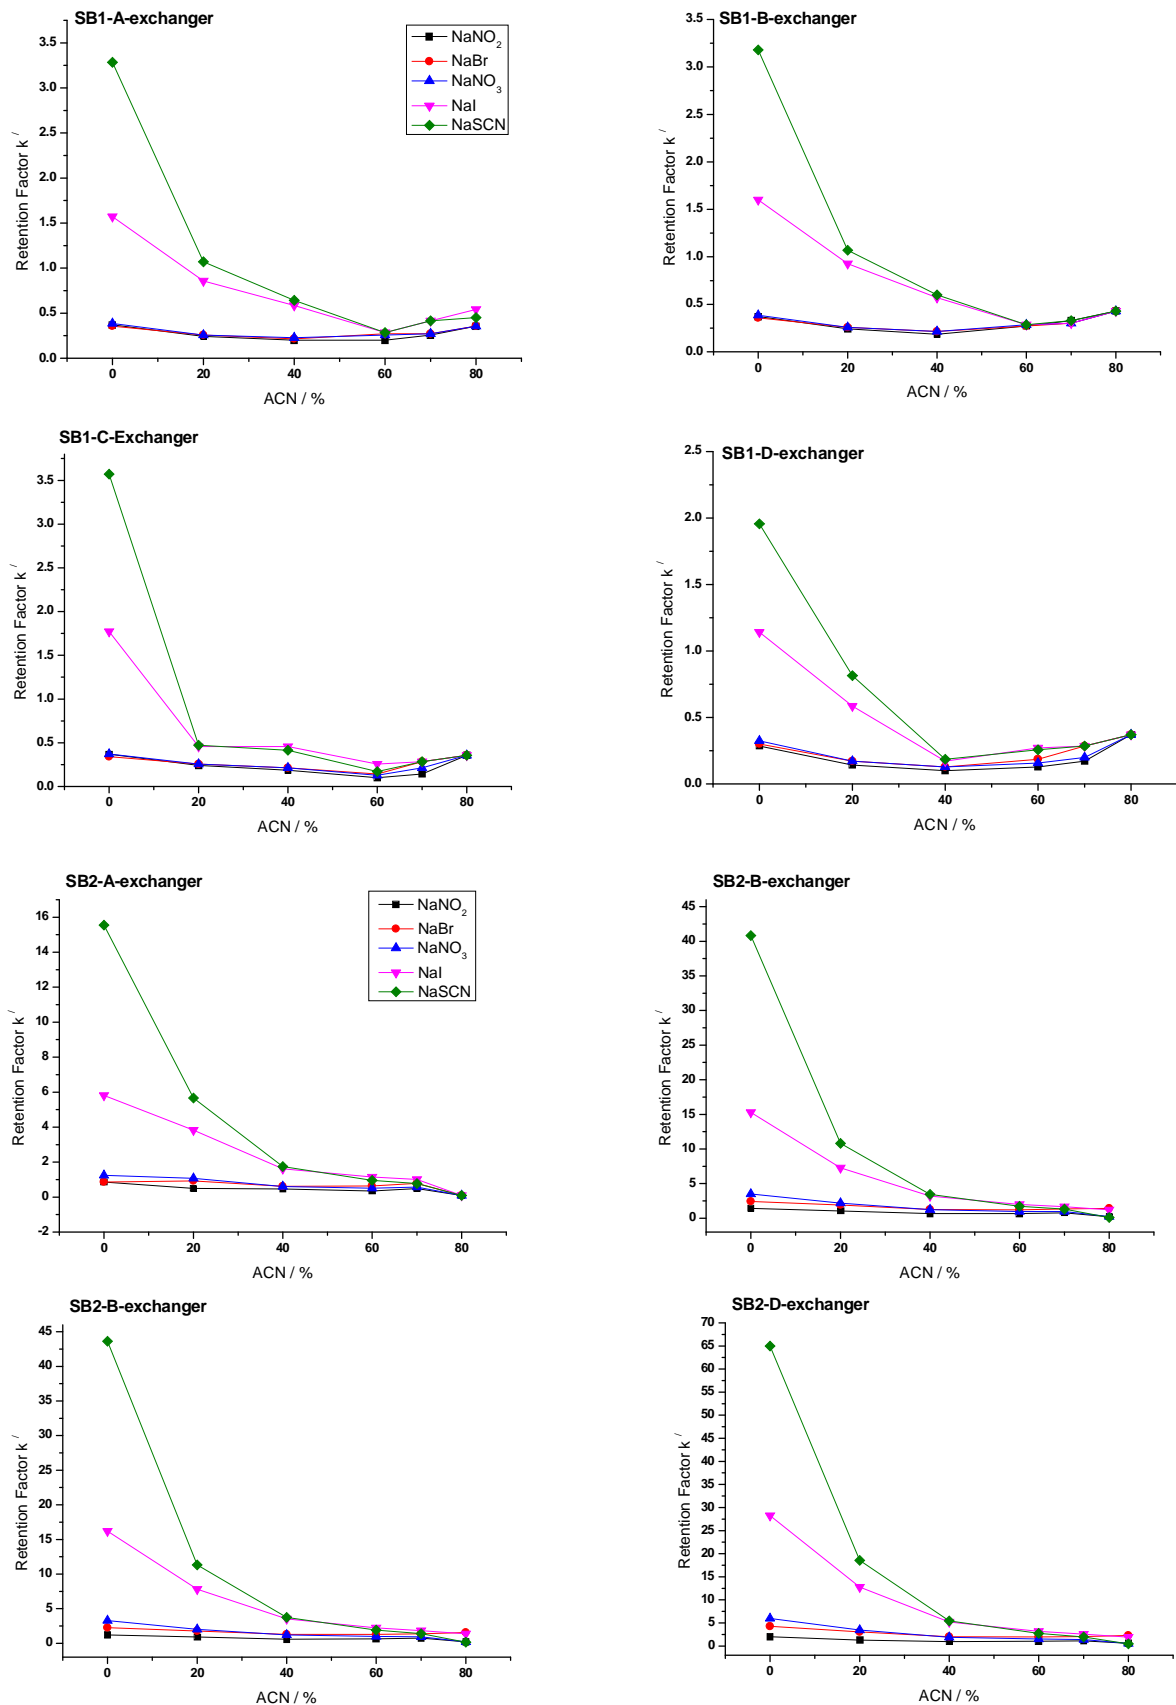 SB1-A-exchanger
NaNO2
NaBr
NaNO3
NaI
NaSCN
Retention Factor k /
3.5
3.0
2.5
2.0
1.5
1.0
0.5
0.0
0 20 40 60 80
ACN / %
SB1-B-exchanger
Retention Factor k /
3.5
3.0
2.5
2.0
1.5
1.0
0.5
0.0
0 20 40 60 80
ACN / %
SB1-C-Exchanger
Retention Factor k /
3.5
3.0
2.5
2.0
1.5
1.0
0.5
0.0
0 20 40 60 80
ACN / %
SB1-D-exchanger
Retention Factor k /
2.5
2.0
1.5
1.0
0.5
0.0
0 20 40 60 80
ACN / %
SB2-A-exchanger
NaNO2
NaBr
NaNO3
NaI
NaSCN
Retention Factor k /
16
14
12
10
8
6
4
2
0
-2
0 20 40 60 80
ACN / %
SB2-B-exchanger
Retention Factor k /
45
40
35
30
25
20
15
10
5
0
0 20 40 60 80
ACN / %
SB2-B-exchanger
Retention Factor k /
45
40
35
30
25
20
15
10
5
0
0 20 40 60 80
ACN / %
SB2-D-exchanger
Retention Factor k /
70
65
60
55
50
45
40
35
30
25
20
15
10
5
0
0 20 40 60 80
ACN / %